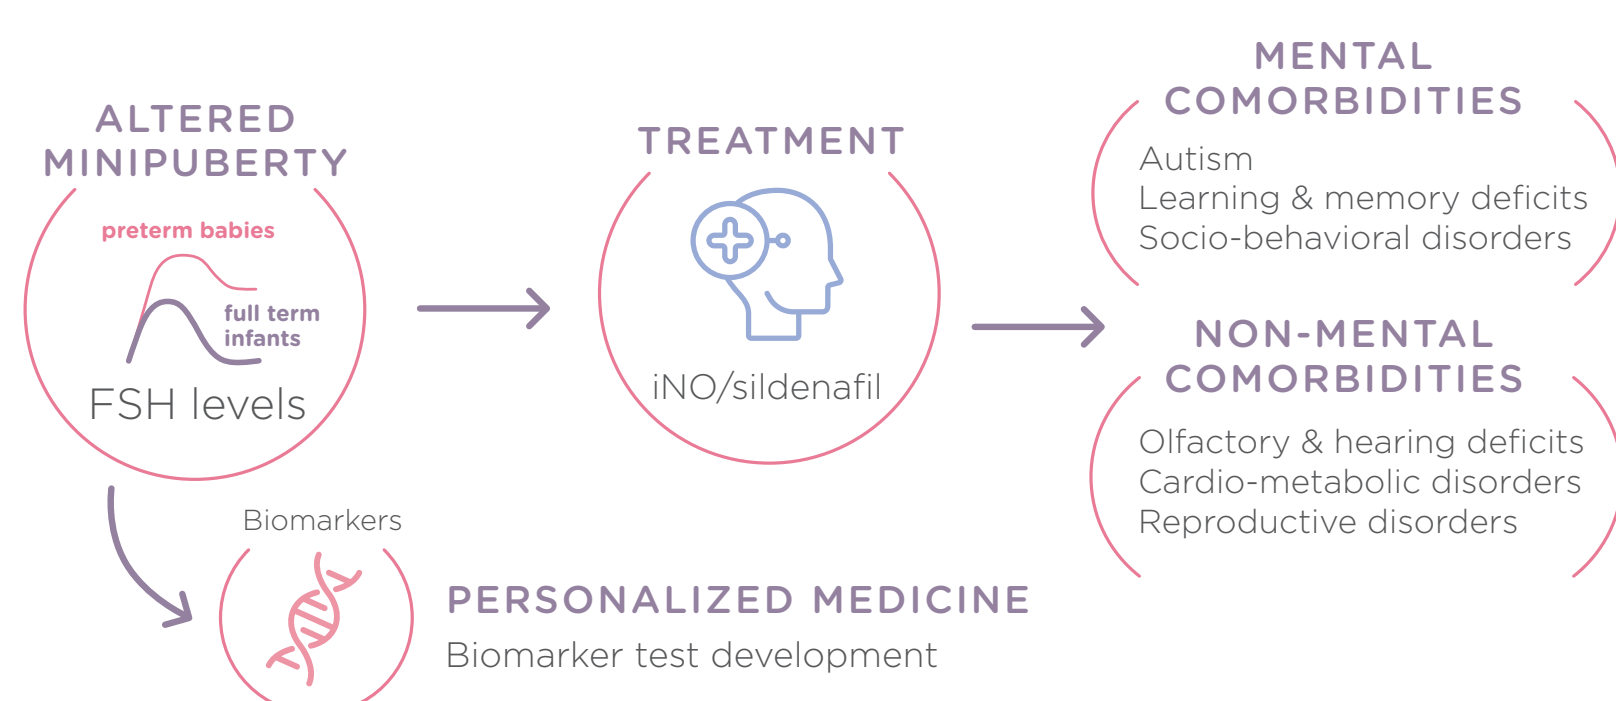 ALTERED
MINIPUBERTY
preterm babies
full term
infants
FSH levels
TREATMENT
iNO/sildenafil
MENTAL
COMORBIDITIES
Autism
Learning & memory deficits
Socio-behavioral disorders
NON-MENTAL
COMORBIDITIES
Olfactory & hearing deficits
Cardio-metabolic disorders
Reproductive disorders
Biomarkers
PERSONALIZED MEDICINE
Biomarker test development